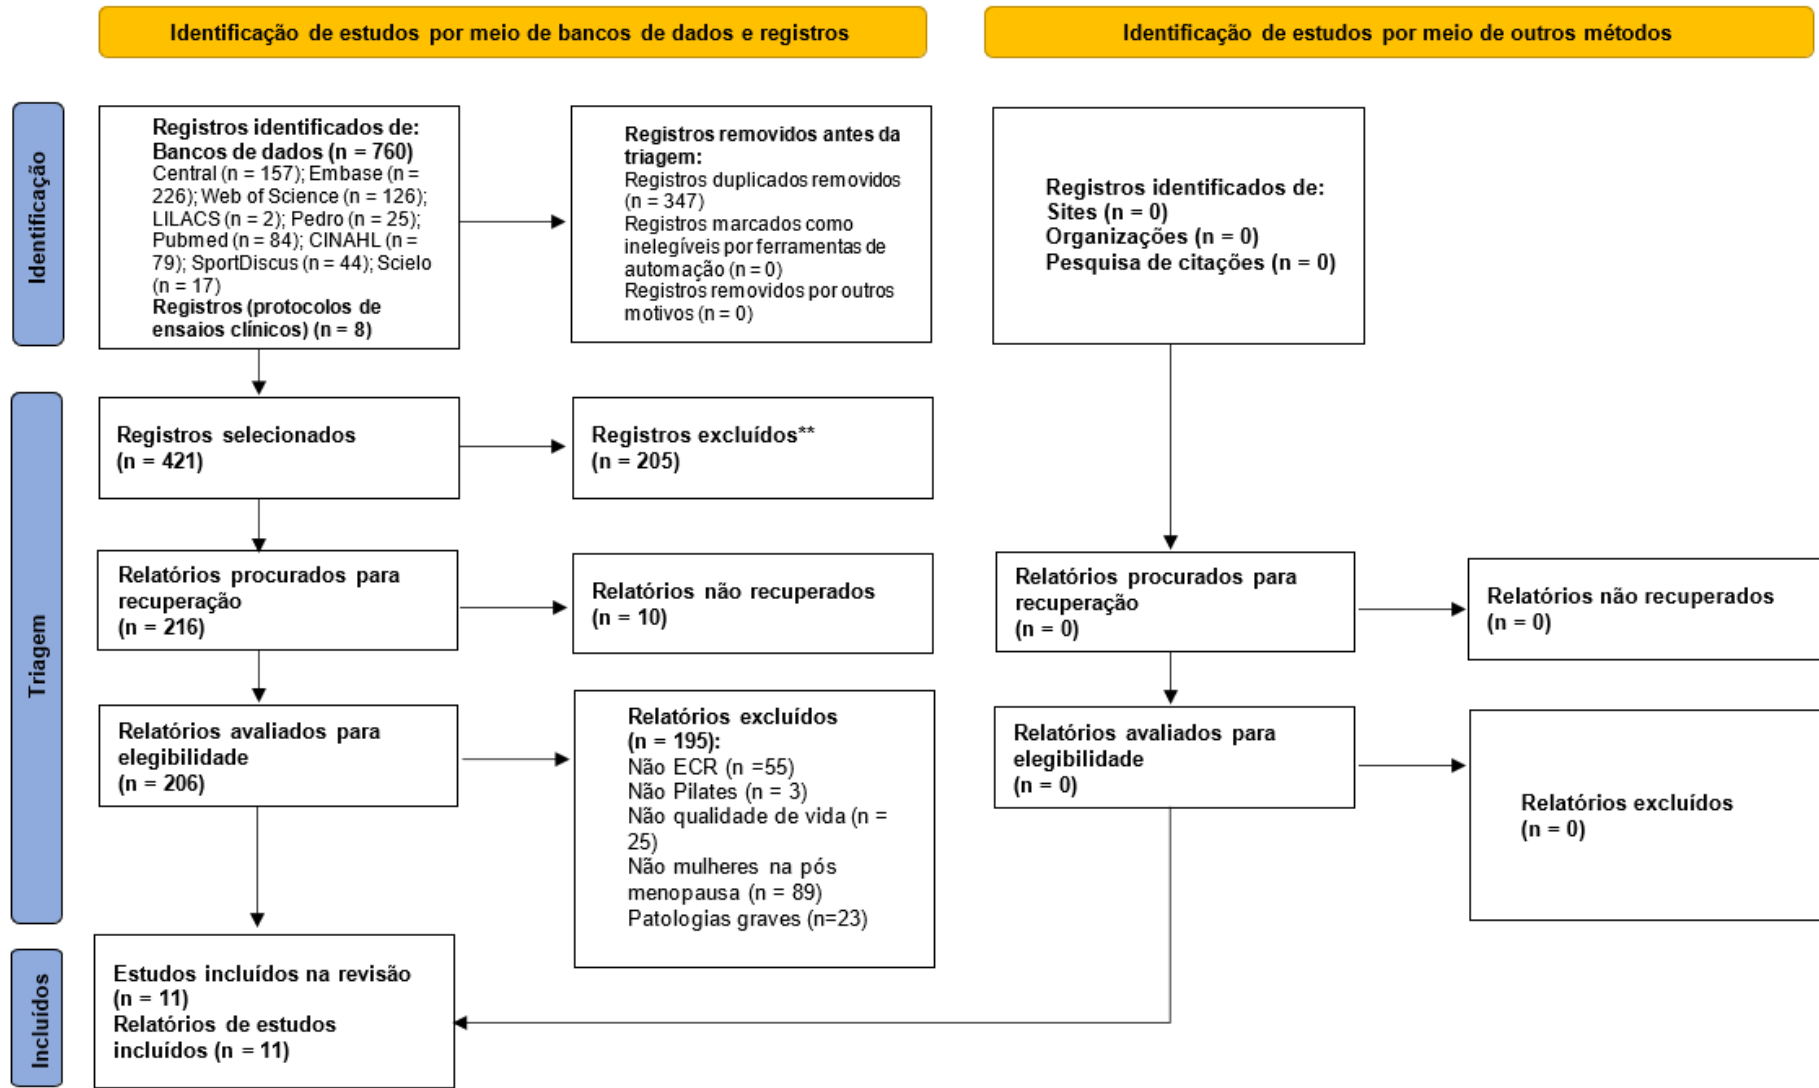 Identificação de estudos por meio de bancos de dados e registros
Identificação de estudos por meio de outros métodos
Identificação
Registros identificados de:
Bancos de dados (n = 760)
Central (n = 157); Embase (n =
226); Web of Science (n = 126);
LILACS (n = 2); Pedro (n = 25);
Pubmed (n = 84); CINAHL (n =
79); SportDiscus (n = 44); Scielo
(n = 17)
Registros (protocolos de
ensaios clínicos) (n = 8)
Registros removidos antes da
triagem:
Registros duplicados removidos
(n = 347)
Registros marcados como
inelegíveis por ferramentas de
automação (n = 0)
Registros removidos por outros
motivos (n = 0)
Registros identificados de:
Sites (n = 0)
Organizações (n = 0)
Pesquisa de citações (n = 0)
Triagem
Registros selecionados
(n = 421)
Registros excluídos**
(n = 205)
Relatórios procurados para
recuperação
(n = 216)
Relatórios não recuperados
(n = 10)
Relatórios procurados para
recuperação
(n = 0)
Relatórios não recuperados
(n = 0)
Relatórios avaliados para
elegibilidade
(n = 206)
Relatórios excluídos
(n = 195):
Não ECR (n =55)
Não Pilates (n = 3)
Não qualidade de vida (n =
25)
Não mulheres na pós
menopausa (n = 89)
Patologias graves (n=23)
Relatórios avaliados para
elegibilidade
(n = 0)
Relatórios excluídos
(n = 0)
Incluídos
Estudos incluídos na revisão
(n = 11)
Relatórios de estudos
incluídos (n = 11)